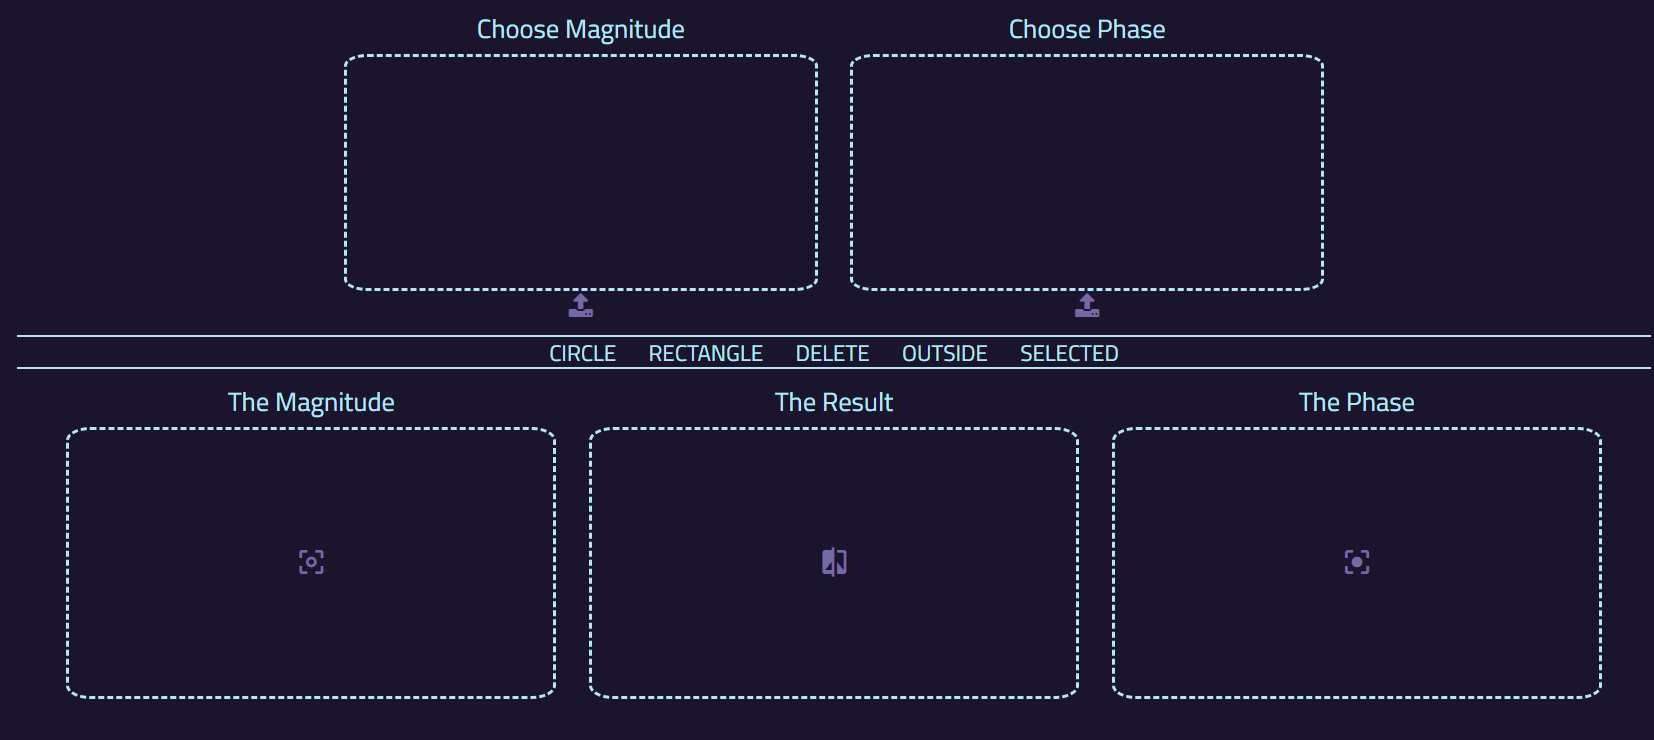 Choose Magnitude Choose Phase
CIRCLE RECTANGLE DELETE OUTSIDE SELECTED
The Magnitude The Result The Phase